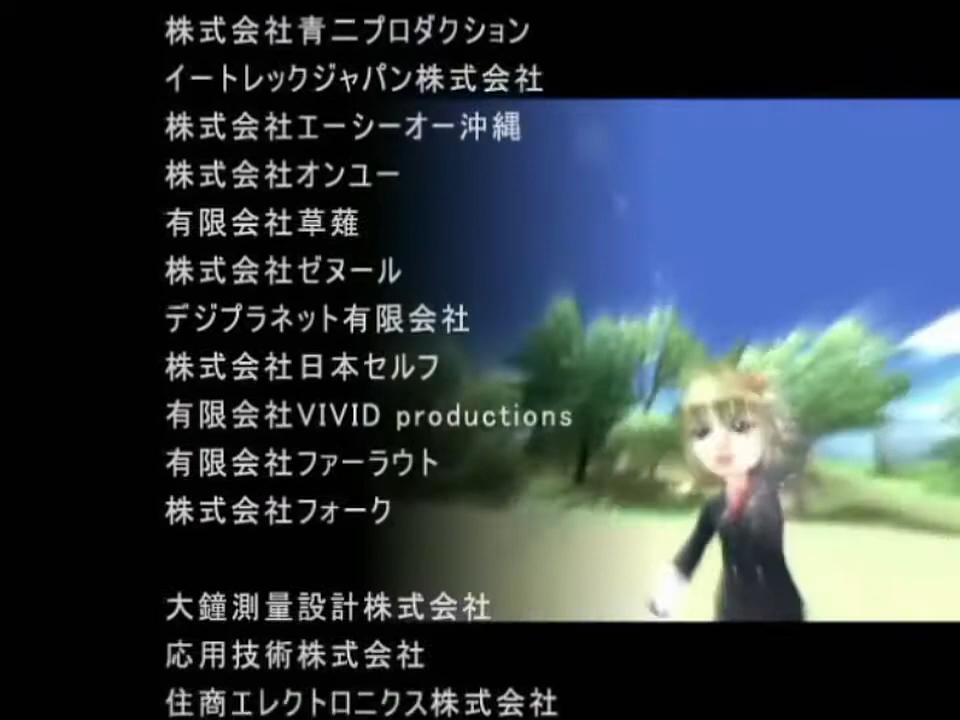 株式会社青二プロダクション
イートレックジャパン株式会社
株式会社エーシーオー沖縄
株式会社オンユー
有限会社草薙
株式会社ゼヌール
デジプラネット有限会社
株式会社日本セルフ
有限会社VIVID productions
有限会社ファーラウト
株式会社フォーク
大鐘測量設計株式会社
応用技術株式会社
住商エレクトロニクス株式会社